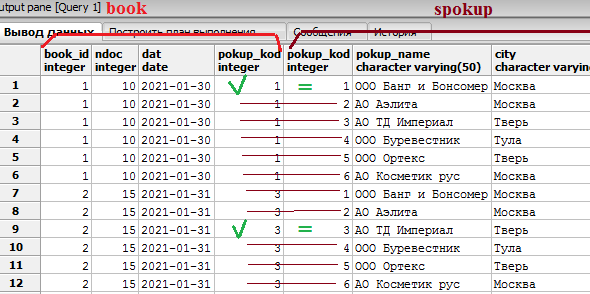 utput pane [Query 1] book spokup
Вывод данных Построить план выполнения Сообщения История
book_id ndoc dat pokup_kod pokup_kod pokup_name city
integer integer date integer integer character varying(50) character varying
1 1 10 2021-01-30 1 = 1 ООО Банг и Бонсомер Москва
2 1 10 2021-01-30 1 2 АО Аэлита Москва
3 1 10 2021-01-30 1 3 АО ТД Империал Тверь
4 1 10 2021-01-30 1 4 ООО Буревестник Тула
5 1 10 2021-01-30 1 5 ООО Ортекс Тверь
6 1 10 2021-01-30 1 6 АО Косметик рус Москва
7 2 15 2021-01-31 3 1 ООО Банг и Бонсомер Москва
8 2 15 2021-01-31 3 2 АО Аэлита Москва
9 2 15 2021-01-31 3 = 3 АО ТД Империал Тверь
10 2 15 2021-01-31 3 4 ООО Буревестник Тула
11 2 15 2021-01-31 3 5 ООО Ортекс Тверь
12 2 15 2021-01-31 3 6 АО Косметик рус Москва